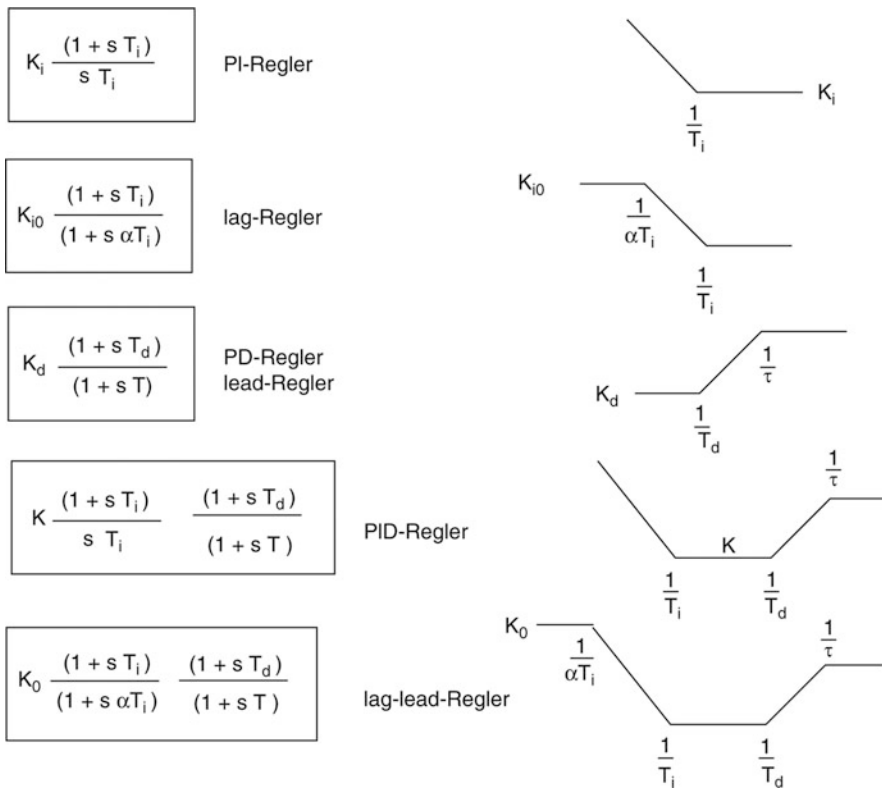 K_i (1 + s T_i) / s T_i
PI-Regler
K_i
1/T_i
K_i0 (1 + s T_i) / (1 + s αT_i)
lag-Regler
K_i0
1/αT_i
1/T_i
K_d (1 + s T_d) / (1 + s T)
PD-Regler
lead-Regler
K_d
1/T_d
1/τ
K (1 + s T_i) / s T_i (1 + s T_d) / (1 + s T)
PID-Regler
1/T_i
K
1/T_d
1/τ
K_0 (1 + s T_i) / (1 + s αT_i) (1 + s T_d) / (1 + s T)
lag-lead-Regler
K_0
1/αT_i
1/T_i
1/T_d
1/τ